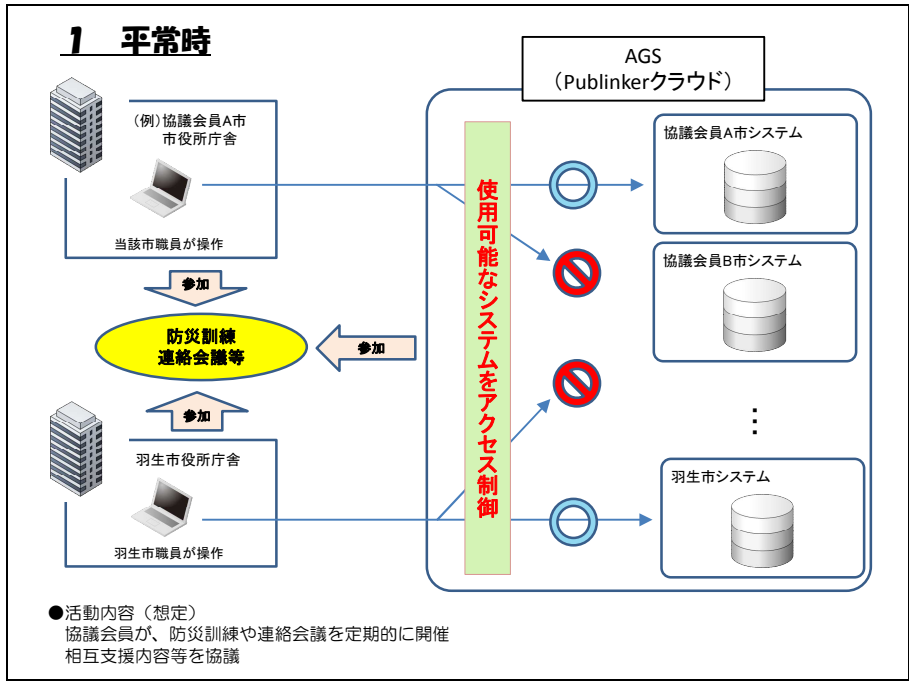 1 平常時
AGS
（Publinkerクラウド）
(例)協議会員A市
市役所庁舎
当該市職員が操作
参加
防災訓練
連絡会議等
参加
参加
羽生市役所庁舎
羽生市職員が操作
使用可能なシステムをアクセス制御
協議会員A市システム
協議会員B市システム
⋮
羽生市システム
●活動内容（想定）
協議会員が、防災訓練や連絡会議を定期的に開催
相互支援内容等を協議